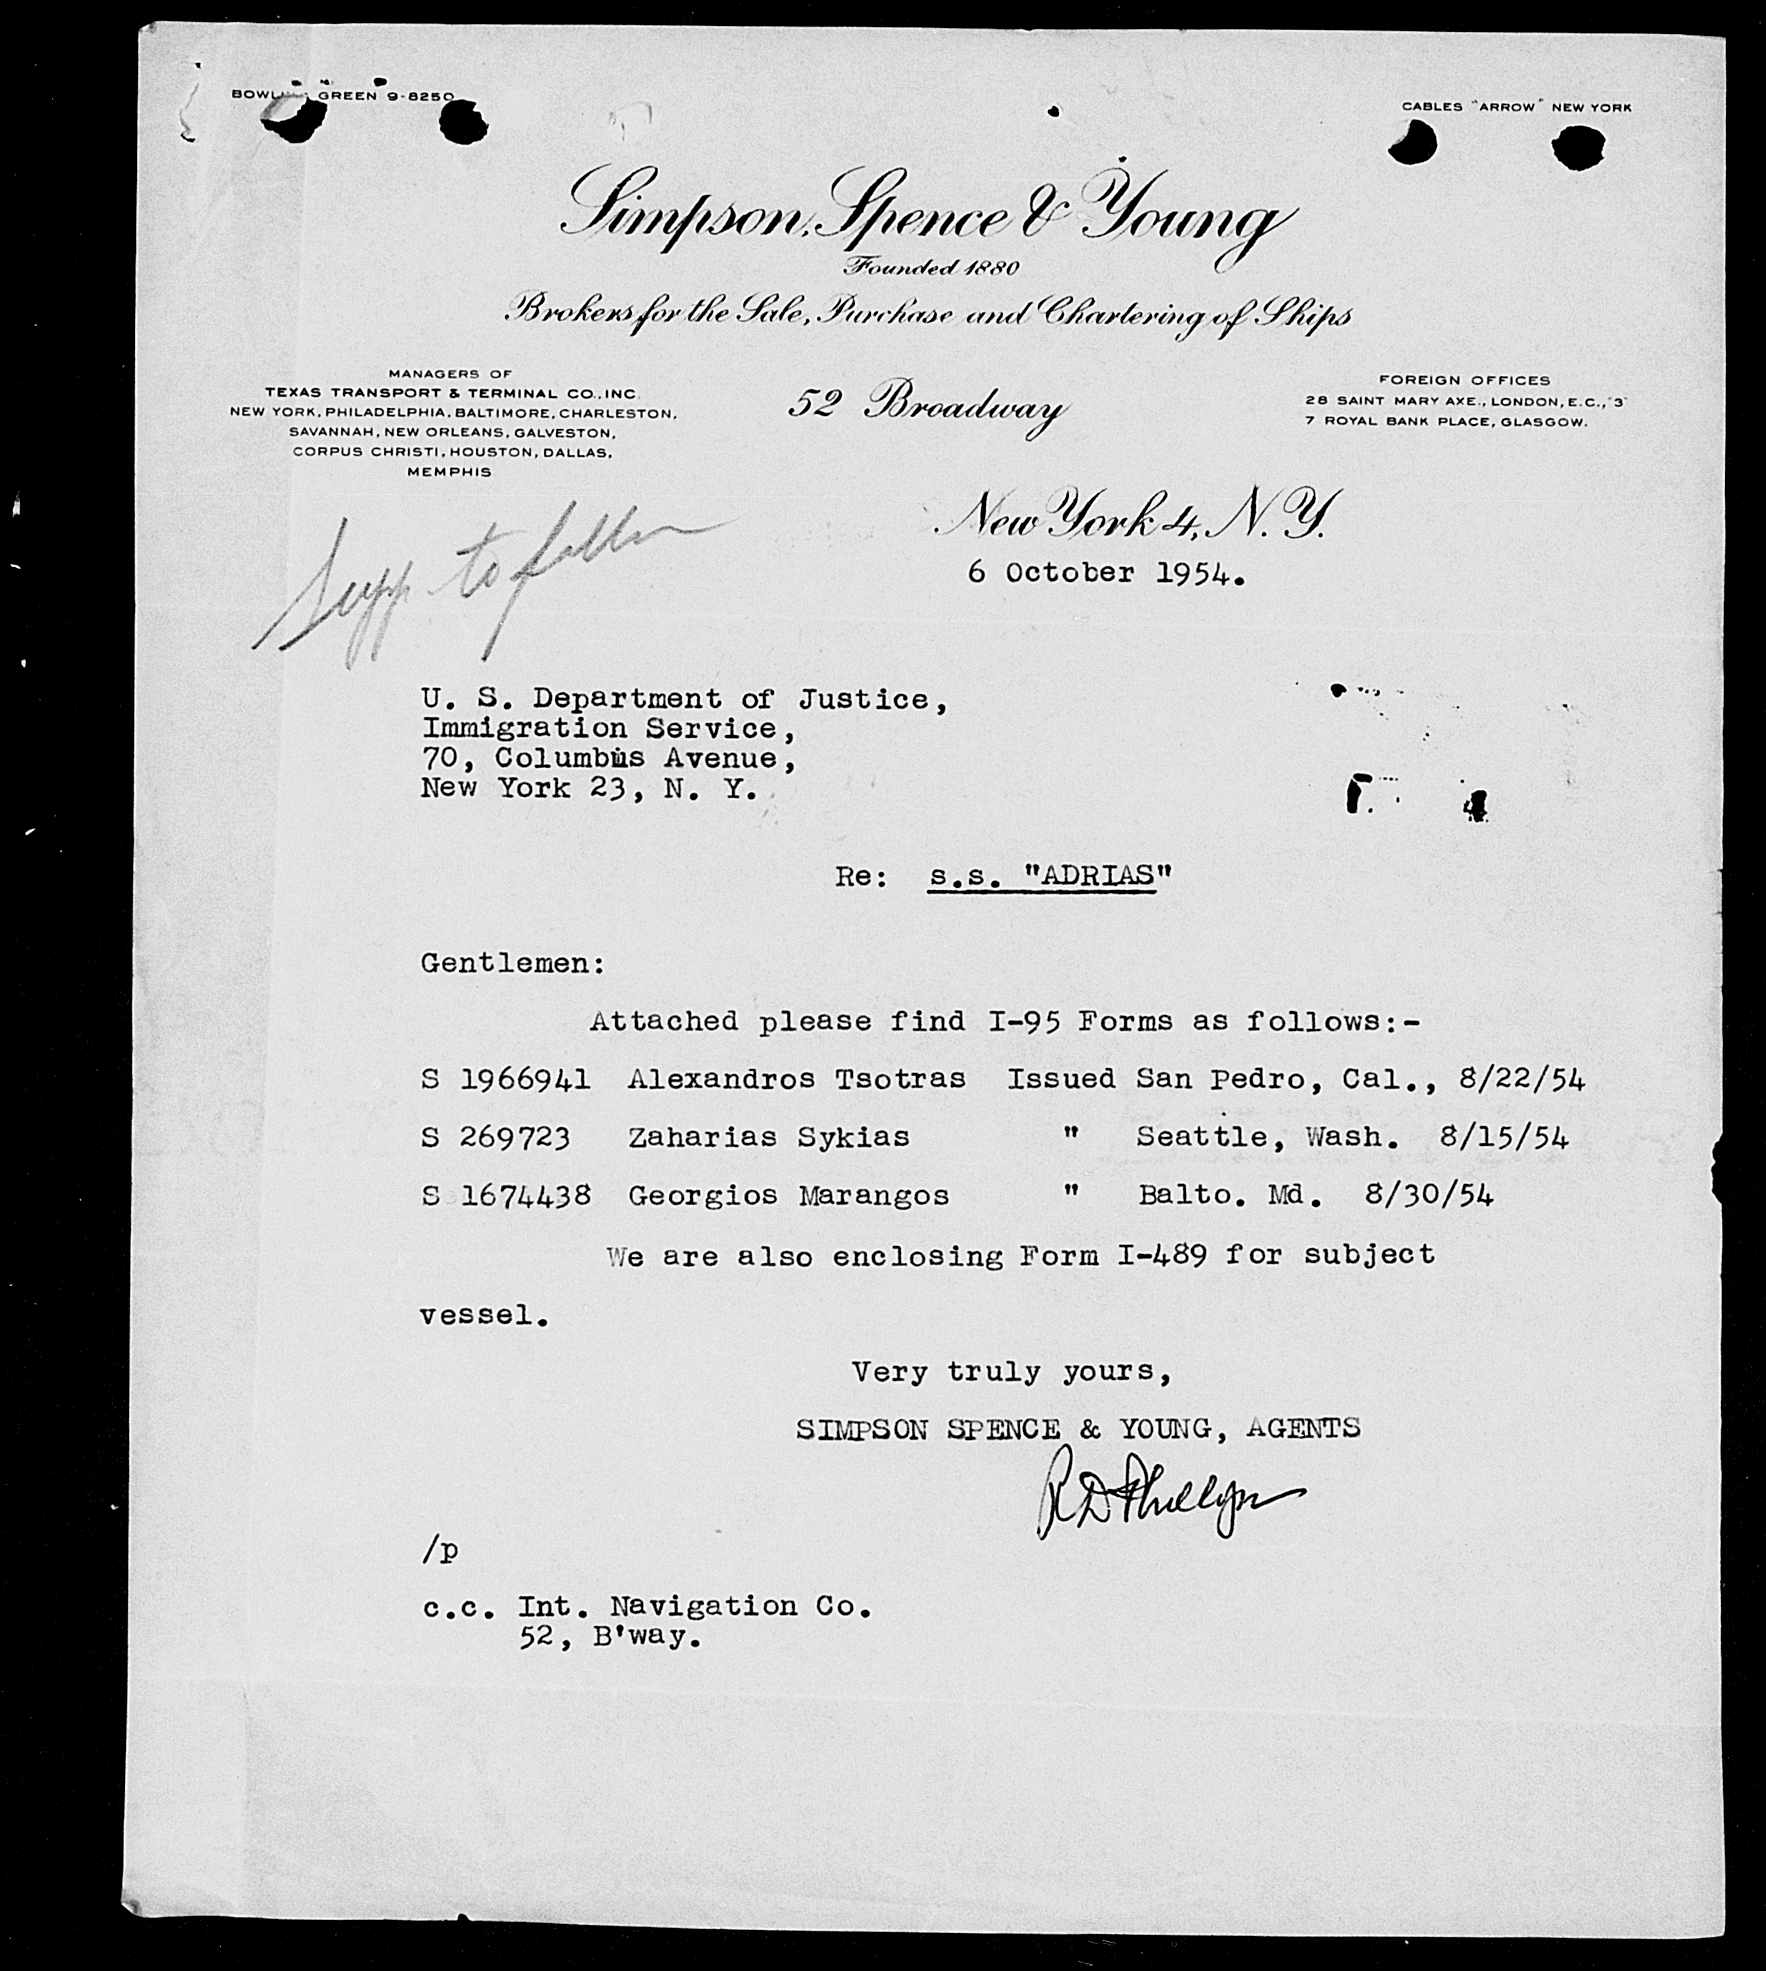 BOWLING GREEN 9-8250
CABLES "ARROW" NEW YORK
Simpson, Spence & Young
Founded 1880
Brokers for the Sale, Purchase and Chartering of Ships
MANAGERS OF
TEXAS TRANSPORT & TERMINAL CO., INC.
NEW YORK, PHILADELPHIA, BALTIMORE, CHARLESTON,
SAVANNAH, NEW ORLEANS, GALVESTON,
CORPUS CHRISTI, HOUSTON, DALLAS,
MEMPHIS
52 Broadway
FOREIGN OFFICES
28 SAINT MARY AXE., LONDON, E.C., "3"
7 ROYAL BANK PLACE, GLASGOW.
New York 4, N. Y.
6 October 1954.
Supp to follow
U. S. Department of Justice,
Immigration Service,
70, Columbus Avenue,
New York 23, N. Y.
Re: s.s. "ADRIAS"
Gentlemen:
Attached please find I-95 Forms as follows:-
S 1966941 Alexandros Tsotras Issued San Pedro, Cal., 8/22/54
S 269723 Zaharias Sykias " Seattle, Wash. 8/15/54
S 1674438 Georgios Marangos " Balto. Md. 8/30/54
We are also enclosing Form I-489 for subject
vessel.
Very truly yours,
SIMPSON SPENCE & YOUNG, AGENTS
/p
c.c. Int. Navigation Co.
52, B'way.